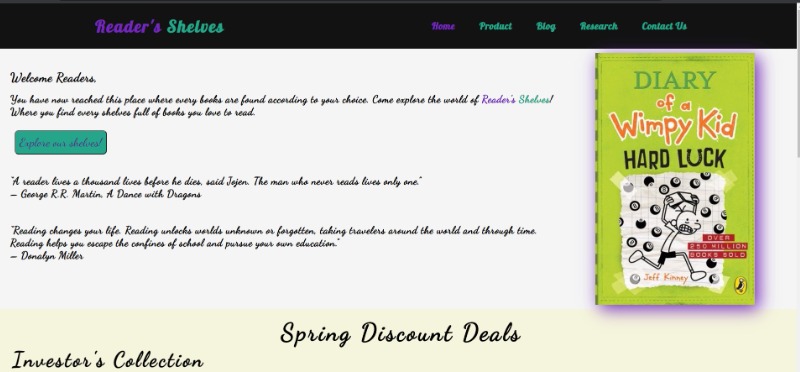 Reader's Shelves
Home Product Blog Research Contact Us
Welcome Readers,
You have now reached this place where every books are found according to your choice. Come explore the world of Reader's Shelves!
Where you find every shelves full of books you love to read.
Explore our shelves!
"A reader lives a thousand lives before he dies, said Jojen. The man who never reads lives only one."
– George R.R. Martin, A Dance with Dragons
"Reading changes your life. Reading unlocks worlds unknown or forgotten, taking travelers around the world and through time.
Reading helps you escape the confines of school and pursue your own education."
– Donalyn Miller
DIARY
of a
Wimpy Kid
HARD LUCK
OVER
250 MILLION
BOOKS SOLD
Jeff Kinney
Spring Discount Deals
Investor's Collection